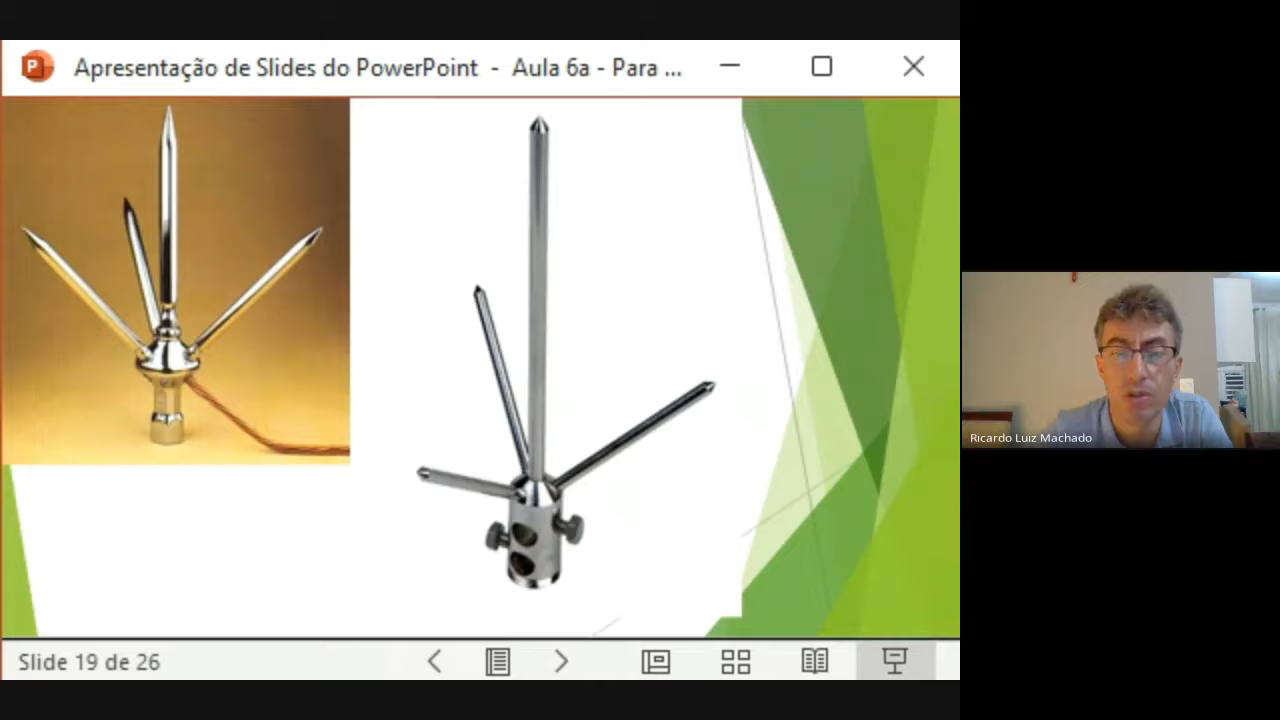 P Apresentação de Slides do PowerPoint - Aula 6a - Para ...
Ricardo Luiz Machado
Slide 19 de 26